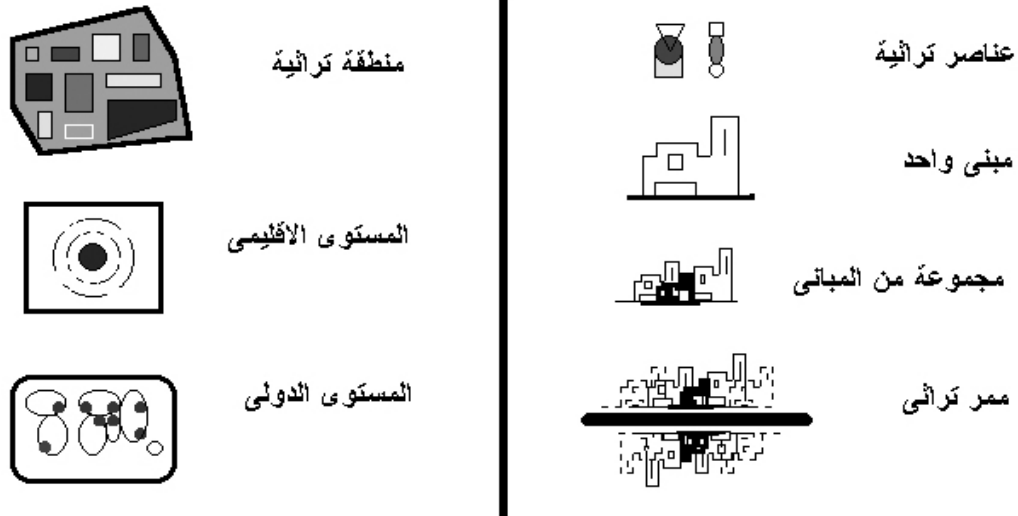 عناصر تراثية
مبنى واحد
مجموعة من المبانى
ممر تراثى
منطقة تراثية
المستوى الاقليمى
المستوى الدولى